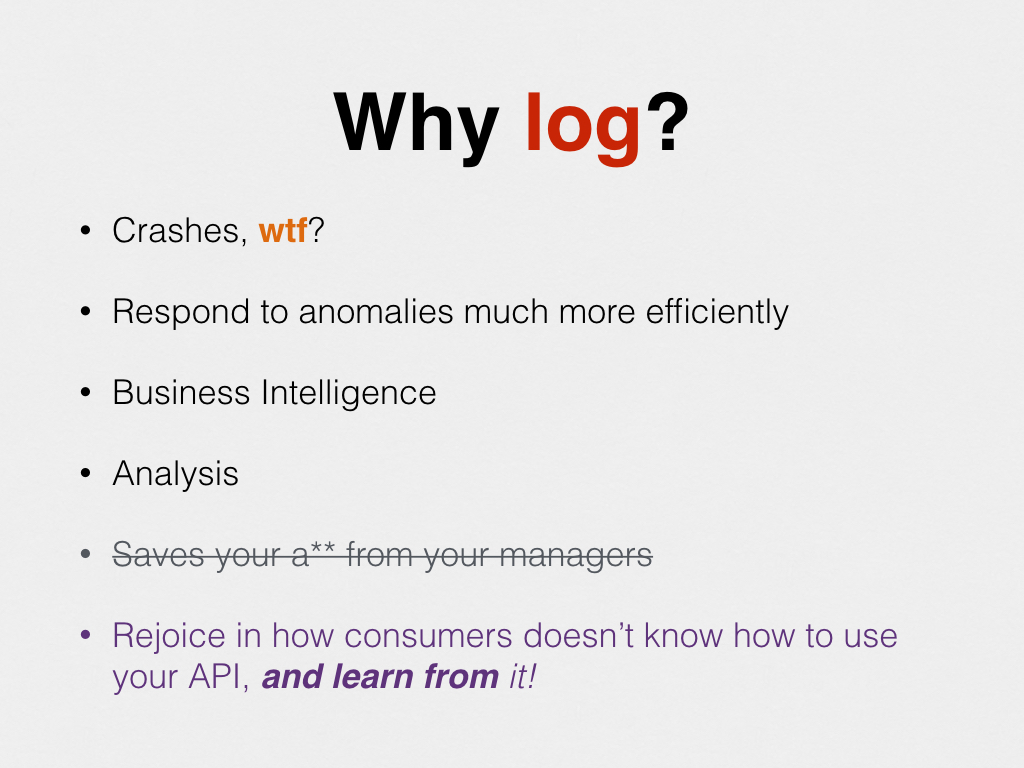 Why log?
• Crashes, wtf?
• Respond to anomalies much more efficiently
• Business Intelligence
• Analysis
• Saves your a** from your managers
• Rejoice in how consumers doesn’t know how to use
your API, and learn from it!